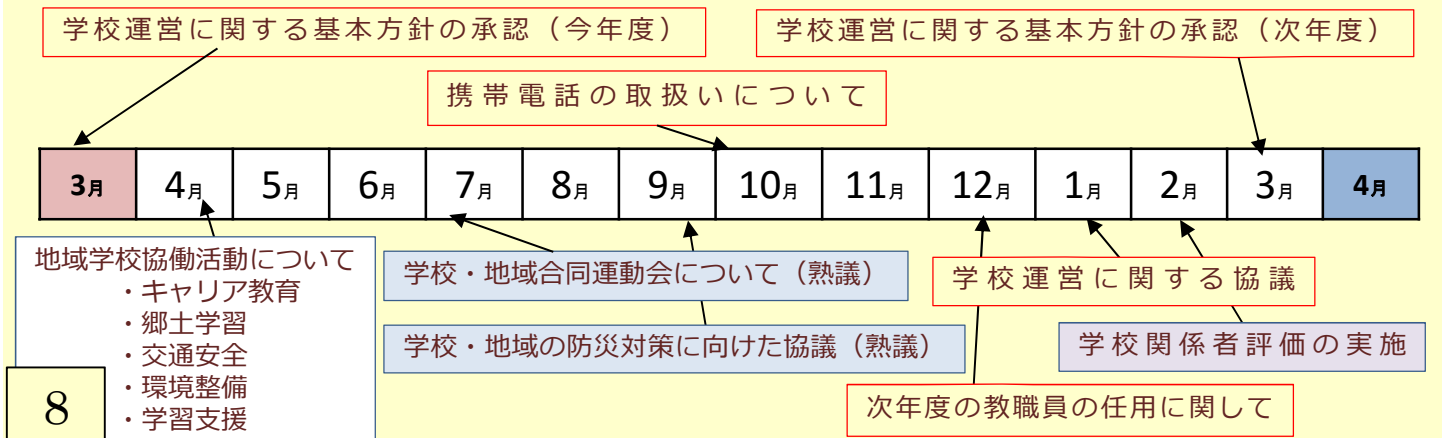 学校運営に関する基本方針の承認（今年度）
学校運営に関する基本方針の承認（次年度）
携帯電話の取扱いについて
3月 4月 5月 6月 7月 8月 9月 10月 11月 12月 1月 2月 3月 4月
地域学校協働活動について
・キャリア教育
・郷土学習
・交通安全
・環境整備
・学習支援
学校・地域合同運動会について（熟議）
学校運営に関する協議
学校・地域の防災対策に向けた協議（熟議）
学校関係者評価の実施
次年度の教職員の任用に関して
8